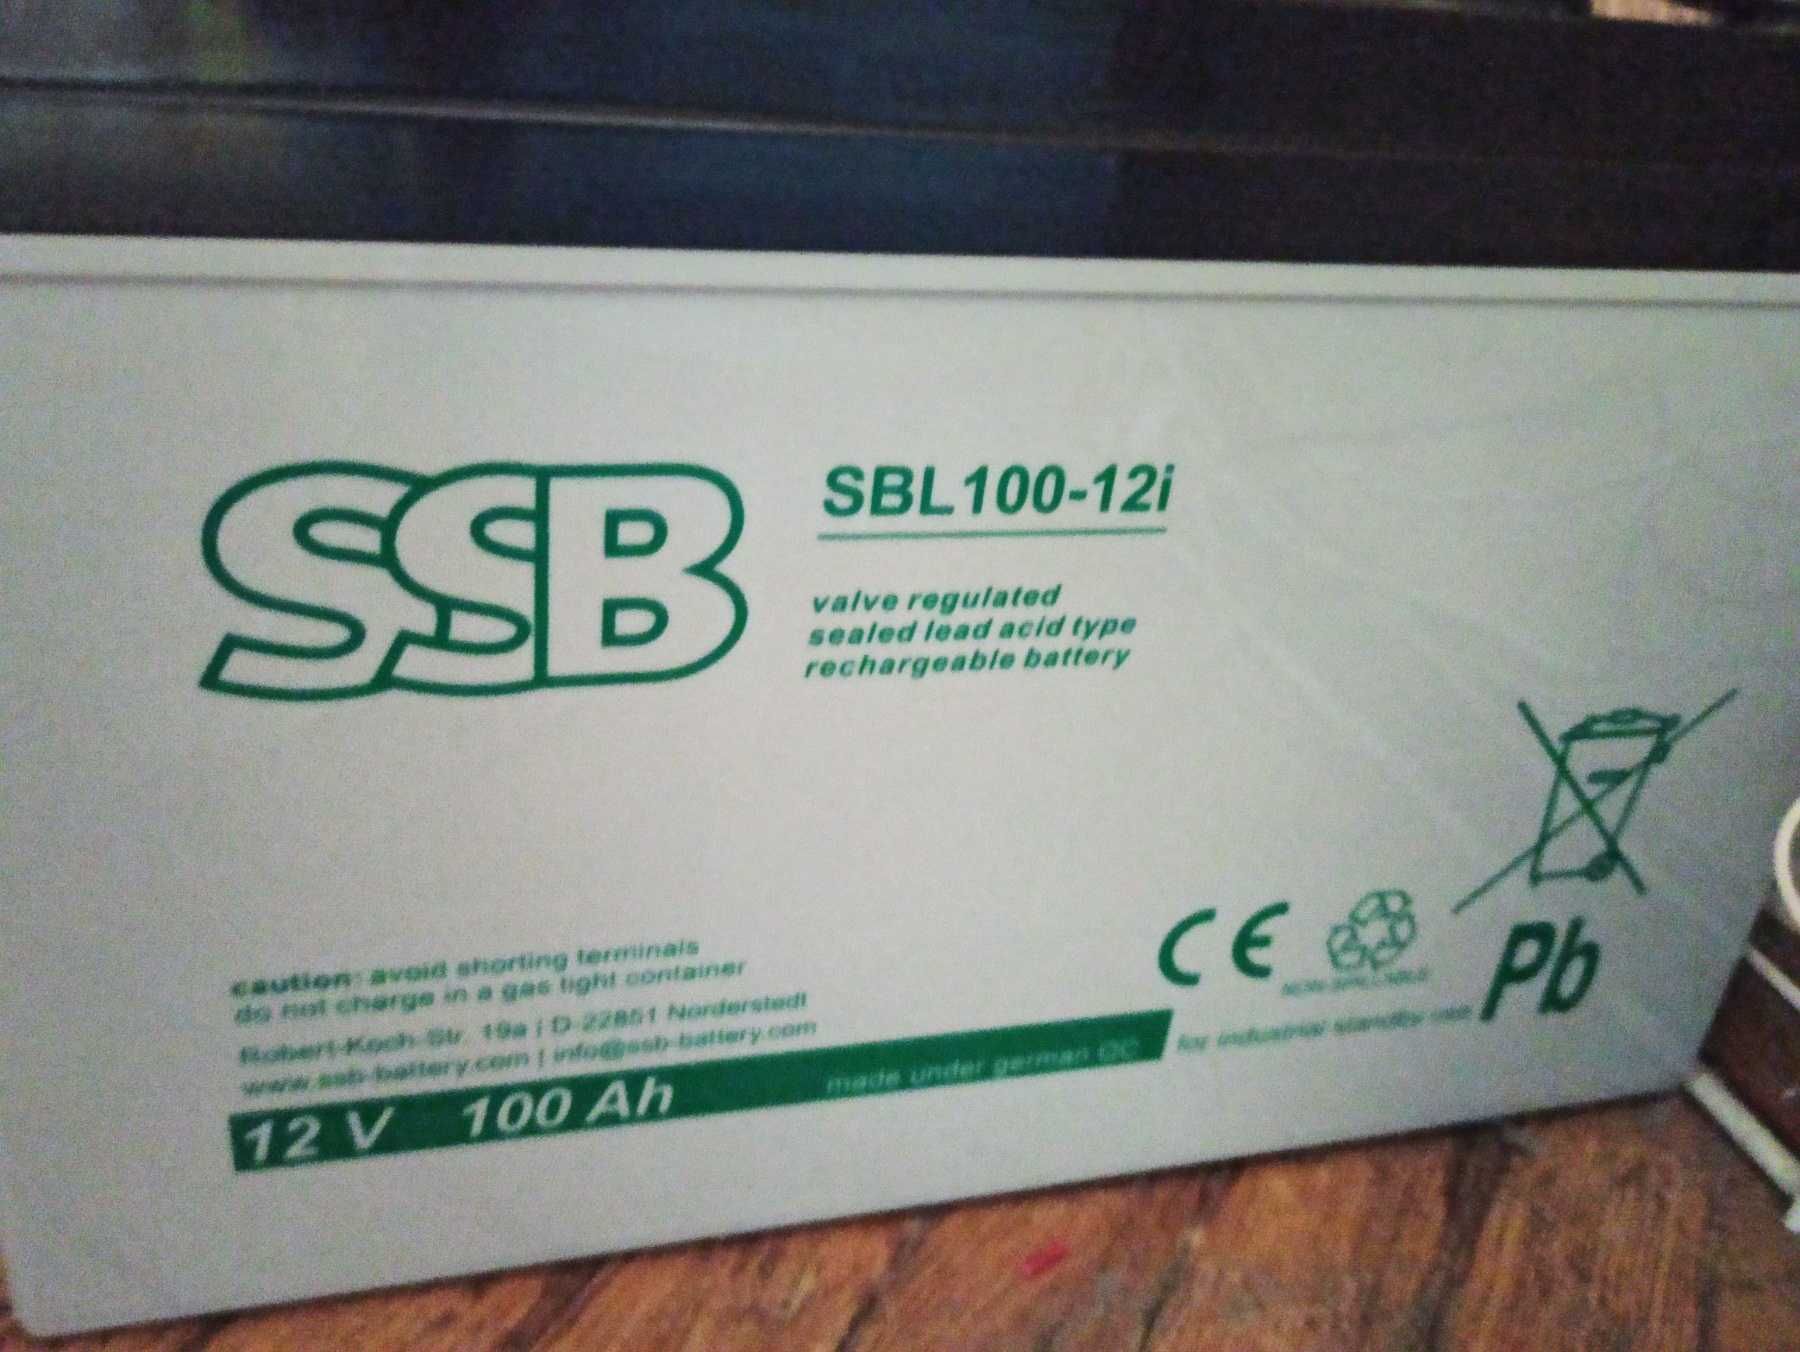 SSB
SBL100-12i
valve regulated
sealed lead acid type
rechargeable battery
caution: avoid shorting terminals
do not charge in a gas tight container
Robert-Koch-Str. 19a | D-22851 Norderstedt
www.ssb-battery.com | info@ssb-battery.com
12 V 100 Ah
made under german QC
CE
NON-SPILLABLE
for industrial standby use
Pb